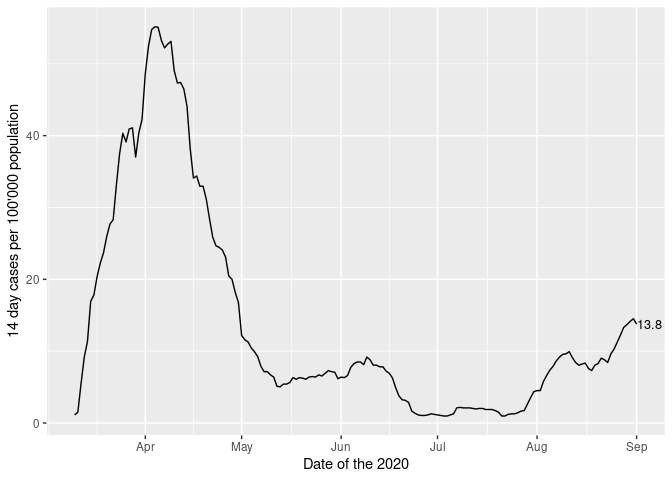 14 day cases per 100'000 population
40
20
0
13.8
Apr May Jun Jul Aug Sep
Date of the 2020